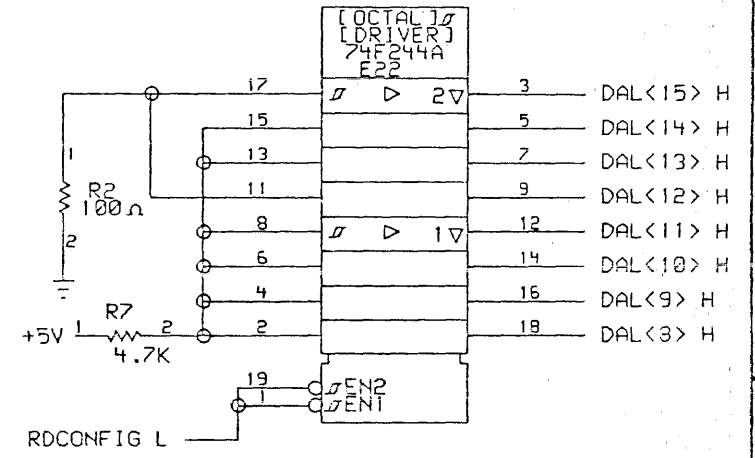 [OCTAL]
[DRIVER]
74F244A
E22
17 2 3 DAL<15> H
15 5 DAL<14> H
13 7 DAL<13> H
11 9 DAL<12> H
8 1 12 DAL<11> H
6 14 DAL<10> H
4 16 DAL<9> H
2 18 DAL<3> H
1
R2
100Ω
2
R7
+5V 1 2
4.7K
19 EN2
1 EN1
RDCONFIG L